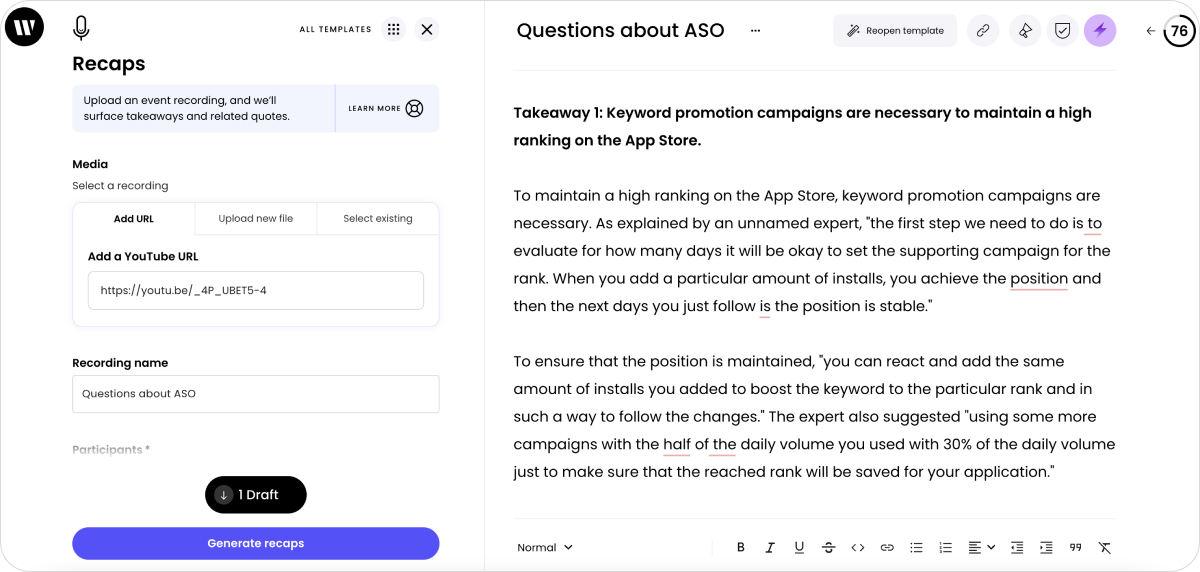 W
ALL TEMPLATES
Recaps
Upload an event recording, and we'll
surface takeaways and related quotes.
LEARN MORE
Media
Select a recording
Add URL
Upload new file
Select existing
Add a YouTube URL
https://youtu.be/_4P_UBET5-4
Recording name
Questions about ASO
Participants *
1 Draft
Generate recaps
Questions about ASO
...
Reopen template
76
Takeaway 1: Keyword promotion campaigns are necessary to maintain a high
ranking on the App Store.
To maintain a high ranking on the App Store, keyword promotion campaigns are
necessary. As explained by an unnamed expert, "the first step we need to do is to
evaluate for how many days it will be okay to set the supporting campaign for the
rank. When you add a particular amount of installs, you achieve the position and
then the next days you just follow is the position is stable."
To ensure that the position is maintained, "you can react and add the same
amount of installs you added to boost the keyword to the particular rank and in
such a way to follow the changes." The expert also suggested "using some more
campaigns with the half of the daily volume you used with 30% of the daily volume
just to make sure that the reached rank will be saved for your application."
Normal
B I U S